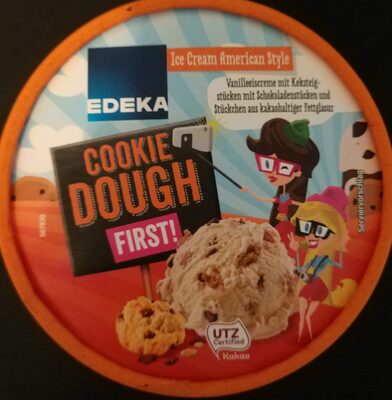 Ice Cream American Style
Vanilleeiscreme mit Keksteig-
stücken mit Schokoladenstücken und
Stückchen aus kakaohaltiger Fettglasur
EDEKA
COOKIE
DOUGH
FIRST!
Serviervorschlag
UTZ
Certified
Kakao